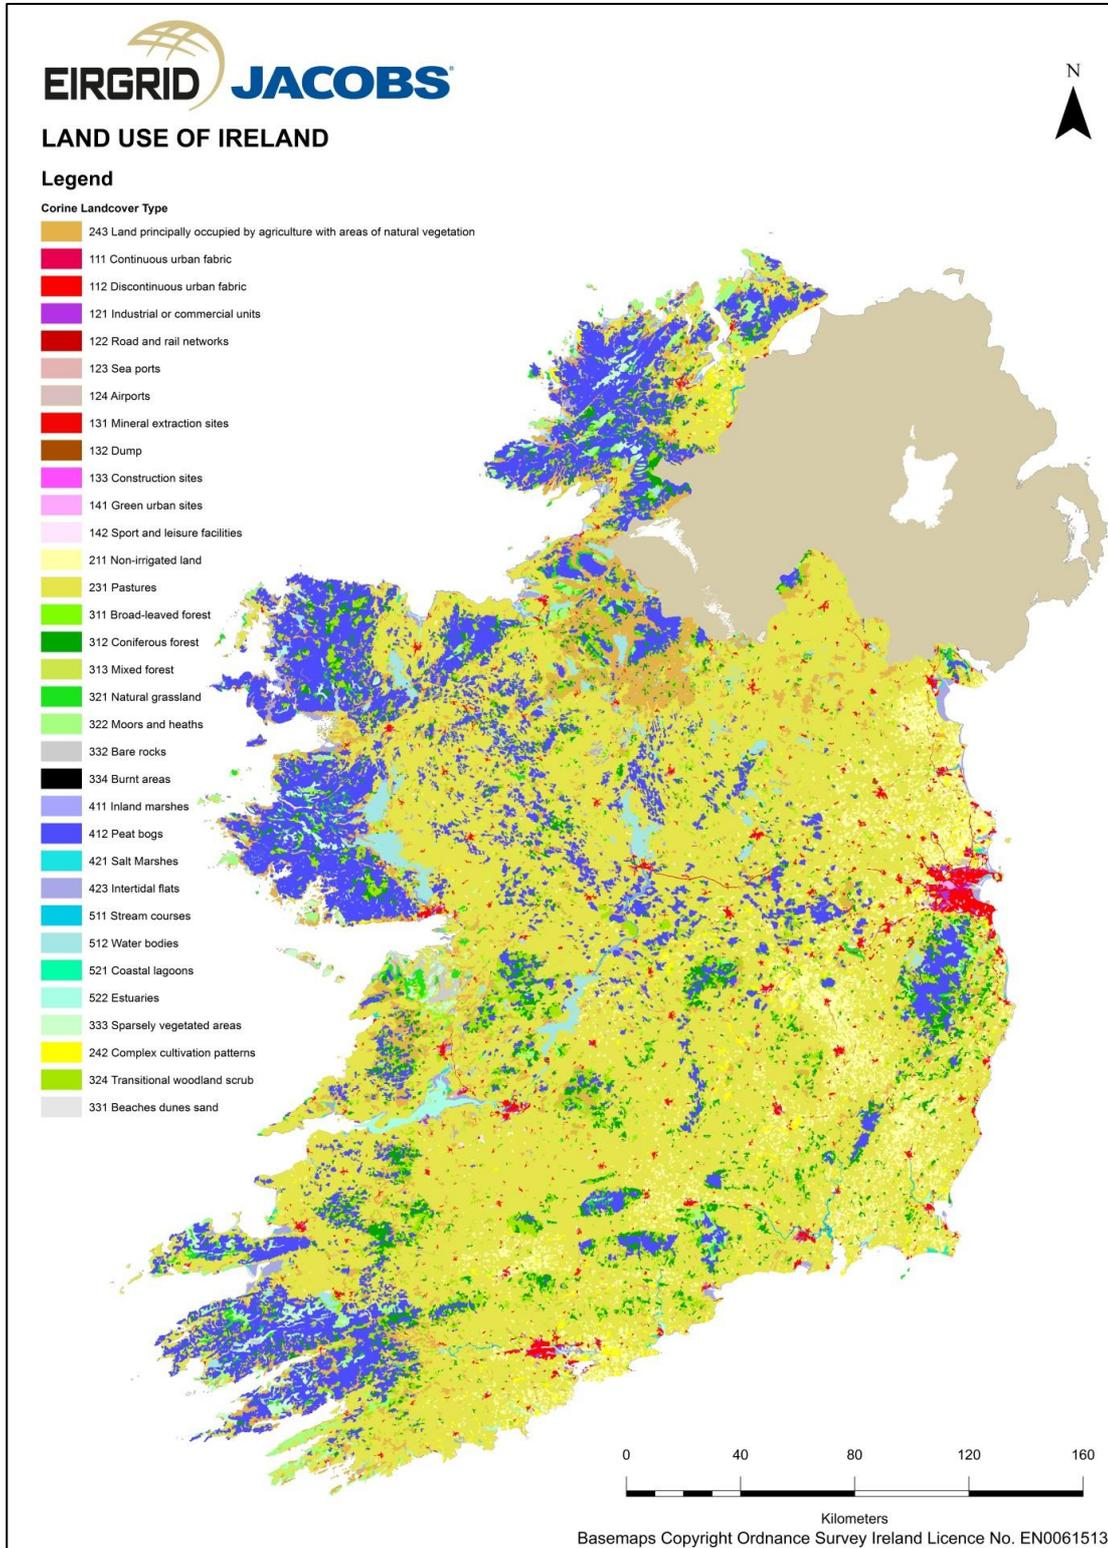 EIRGRID JACOBS
N
LAND USE OF IRELAND
Legend
Corine Landcover Type
243 Land principally occupied by agriculture with areas of natural vegetation
111 Continuous urban fabric
112 Discontinuous urban fabric
121 Industrial or commercial units
122 Road and rail networks
123 Sea ports
124 Airports
131 Mineral extraction sites
132 Dump
133 Construction sites
141 Green urban sites
142 Sport and leisure facilities
211 Non-irrigated land
231 Pastures
311 Broad-leaved forest
312 Coniferous forest
313 Mixed forest
321 Natural grassland
322 Moors and heaths
332 Bare rocks
334 Burnt areas
411 Inland marshes
412 Peat bogs
421 Salt Marshes
423 Intertidal flats
511 Stream courses
512 Water bodies
521 Coastal lagoons
522 Estuaries
333 Sparsely vegetated areas
242 Complex cultivation patterns
324 Transitional woodland scrub
331 Beaches dunes sand
0 40 80 120 160
Kilometers
Basemaps Copyright Ordnance Survey Ireland Licence No. EN0061513